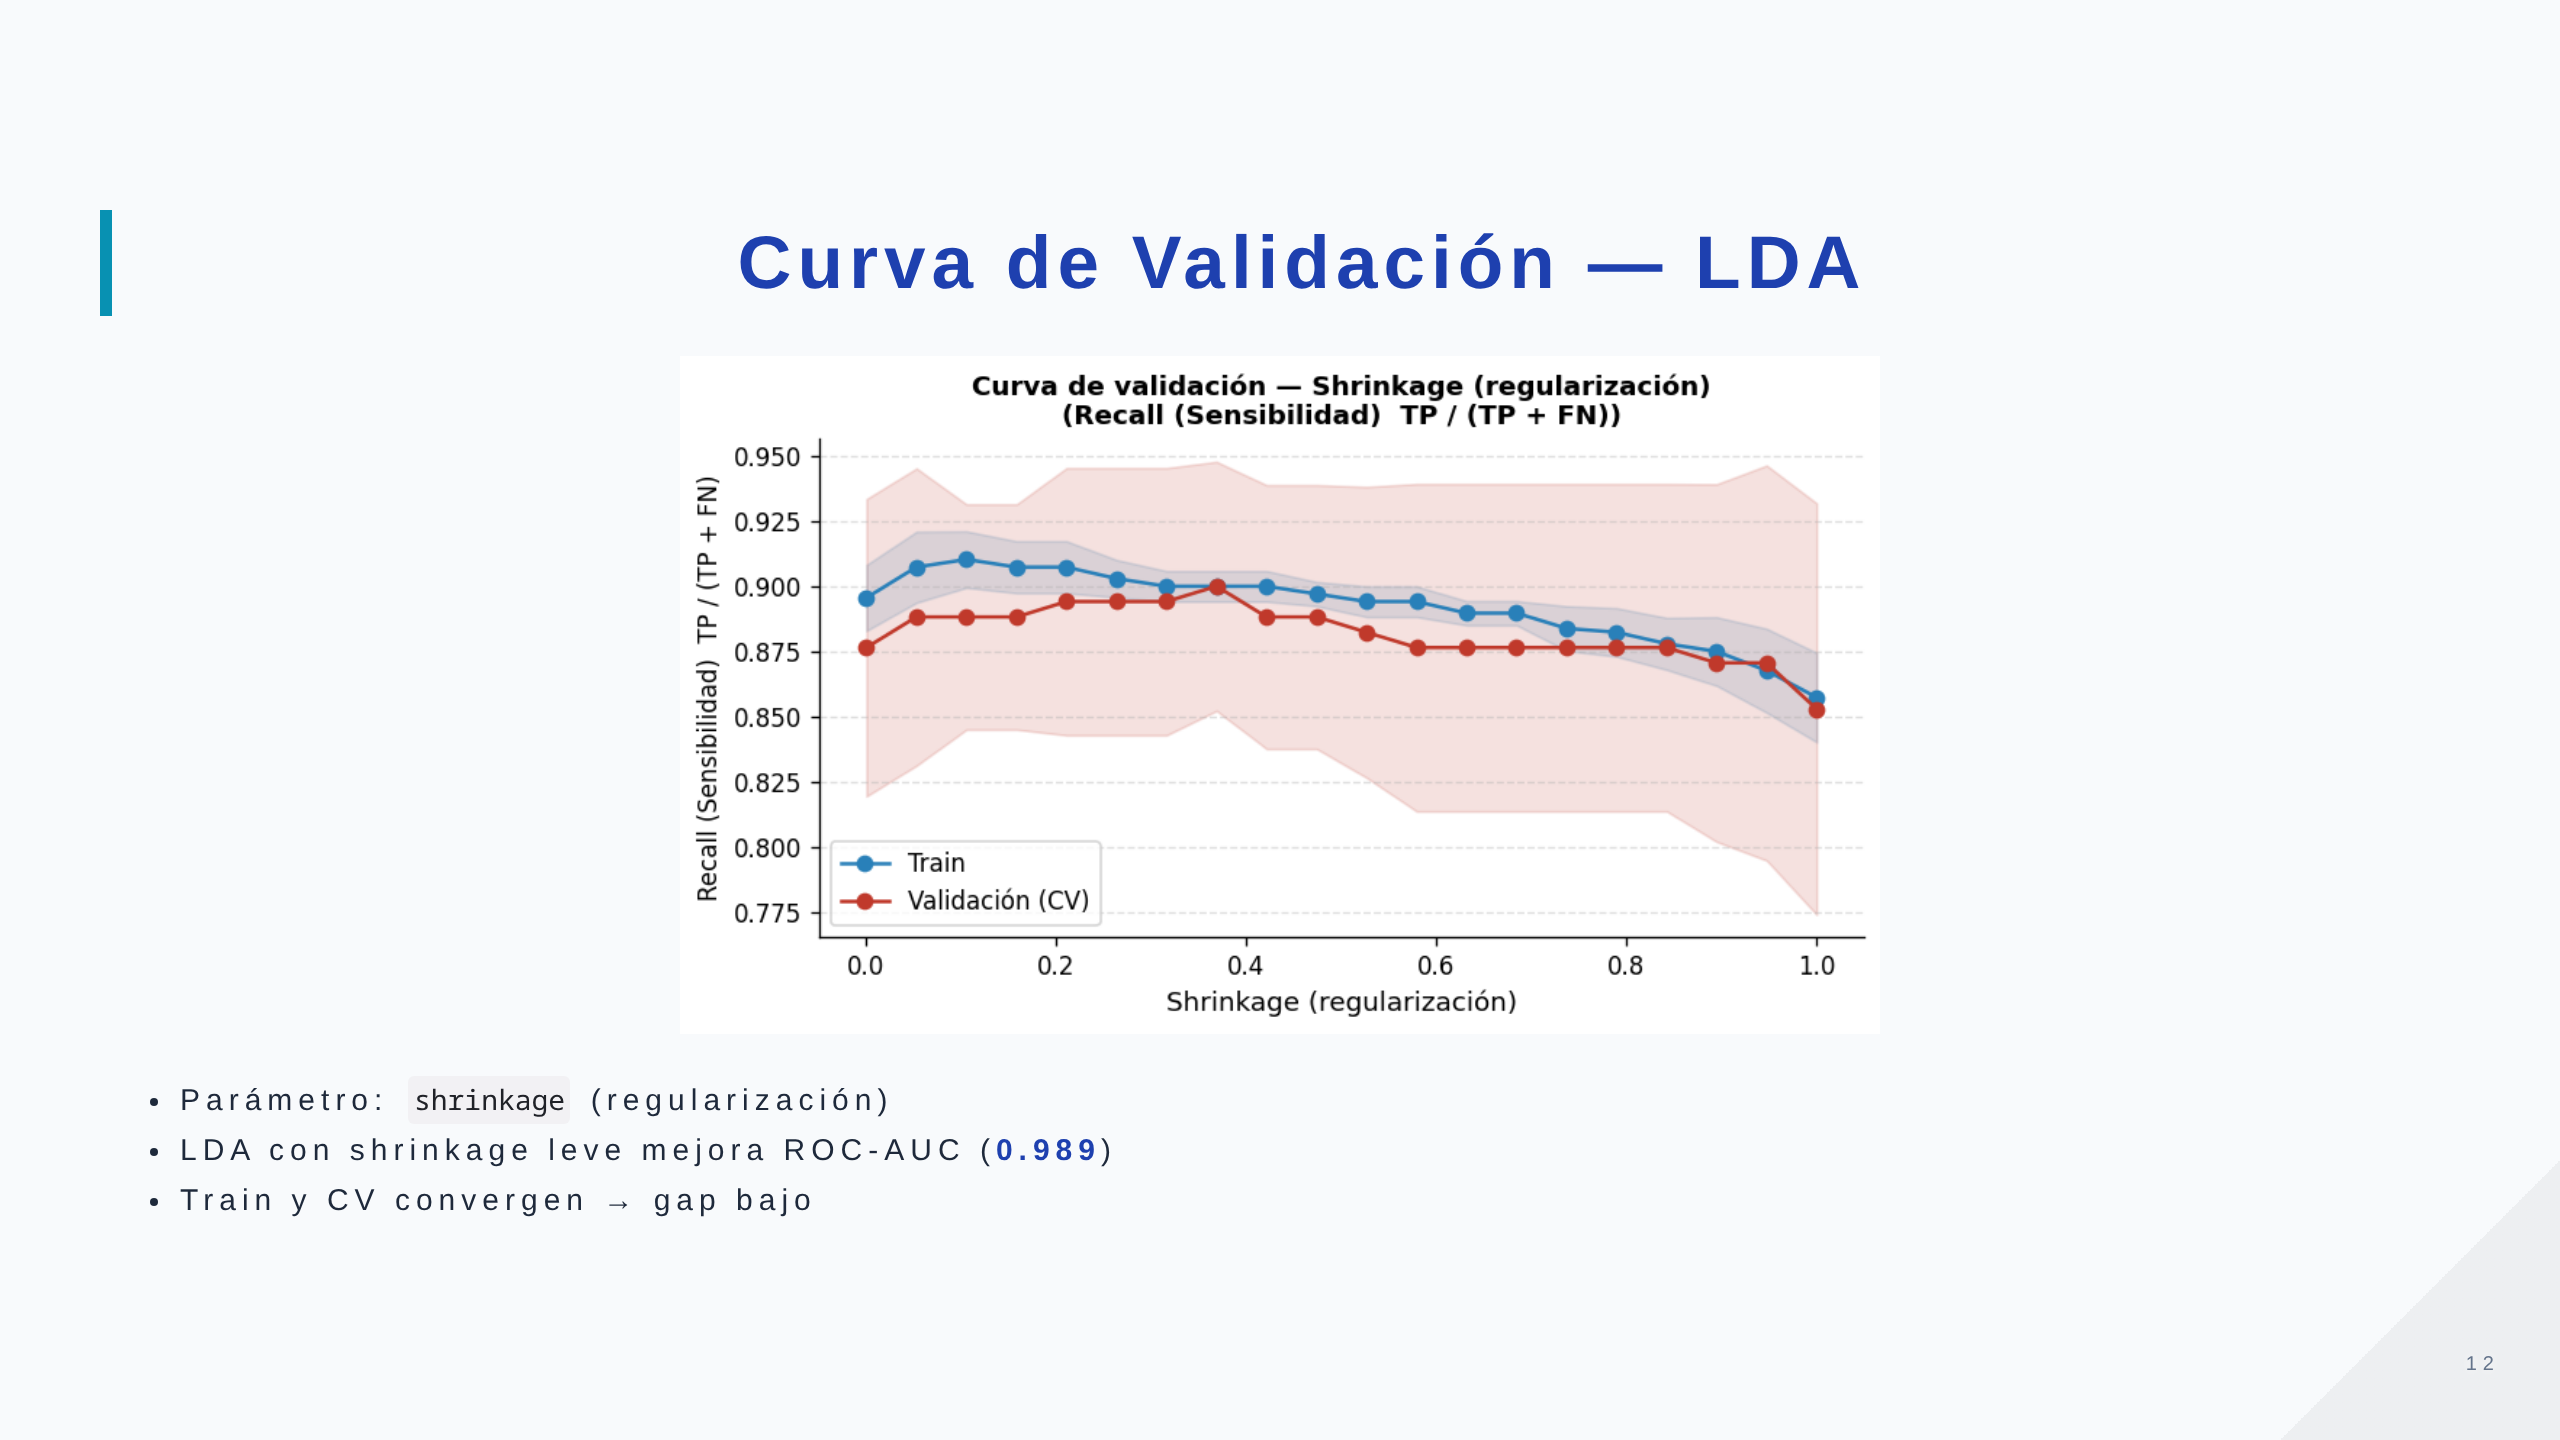 Curva de Validación — LDA
Curva de validación — Shrinkage (regularización)
(Recall (Sensibilidad)  TP / (TP + FN))
Recall (Sensibilidad)  TP / (TP + FN)
0.950
0.925
0.900
0.875
0.850
0.825
0.800
0.775
Train
Validación (CV)
0.0 0.2 0.4 0.6 0.8 1.0
Shrinkage (regularización)
• Parámetro: shrinkage (regularización)
• LDA con shrinkage leve mejora ROC-AUC (0.989)
• Train y CV convergen → gap bajo
12